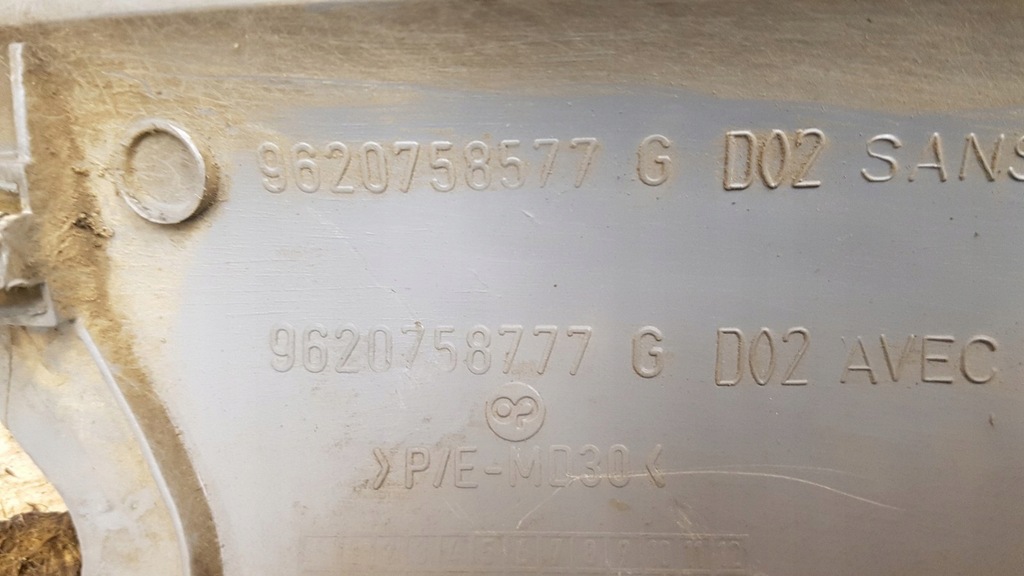 9620758577 G D02 SANS
9620758777 G D02 AVEC
>P/E-MD30<